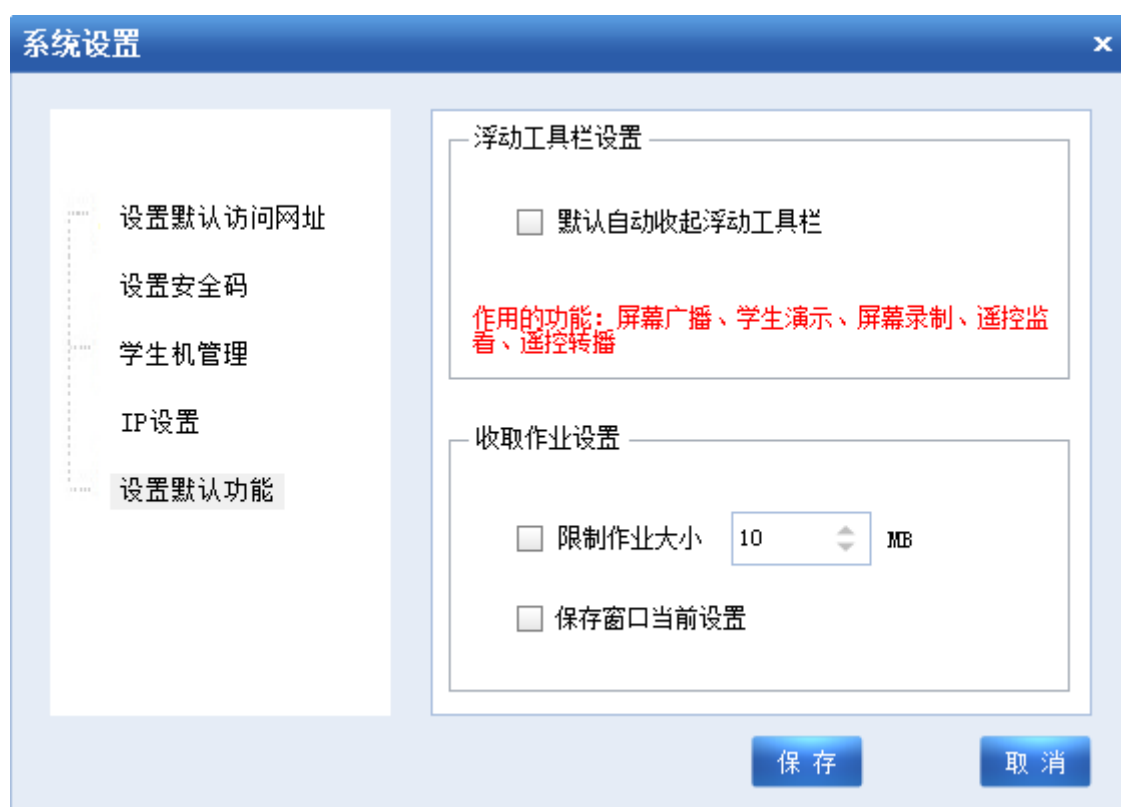 系统设置
设置默认访问网址
设置安全码
学生机管理
IP设置
设置默认功能
浮动工具栏设置
默认自动收起浮动工具栏
作用的功能：屏幕广播、学生演示、屏幕录制、遥控监
看、遥控转播
收取作业设置
限制作业大小 10 MB
保存窗口当前设置
保存 取消